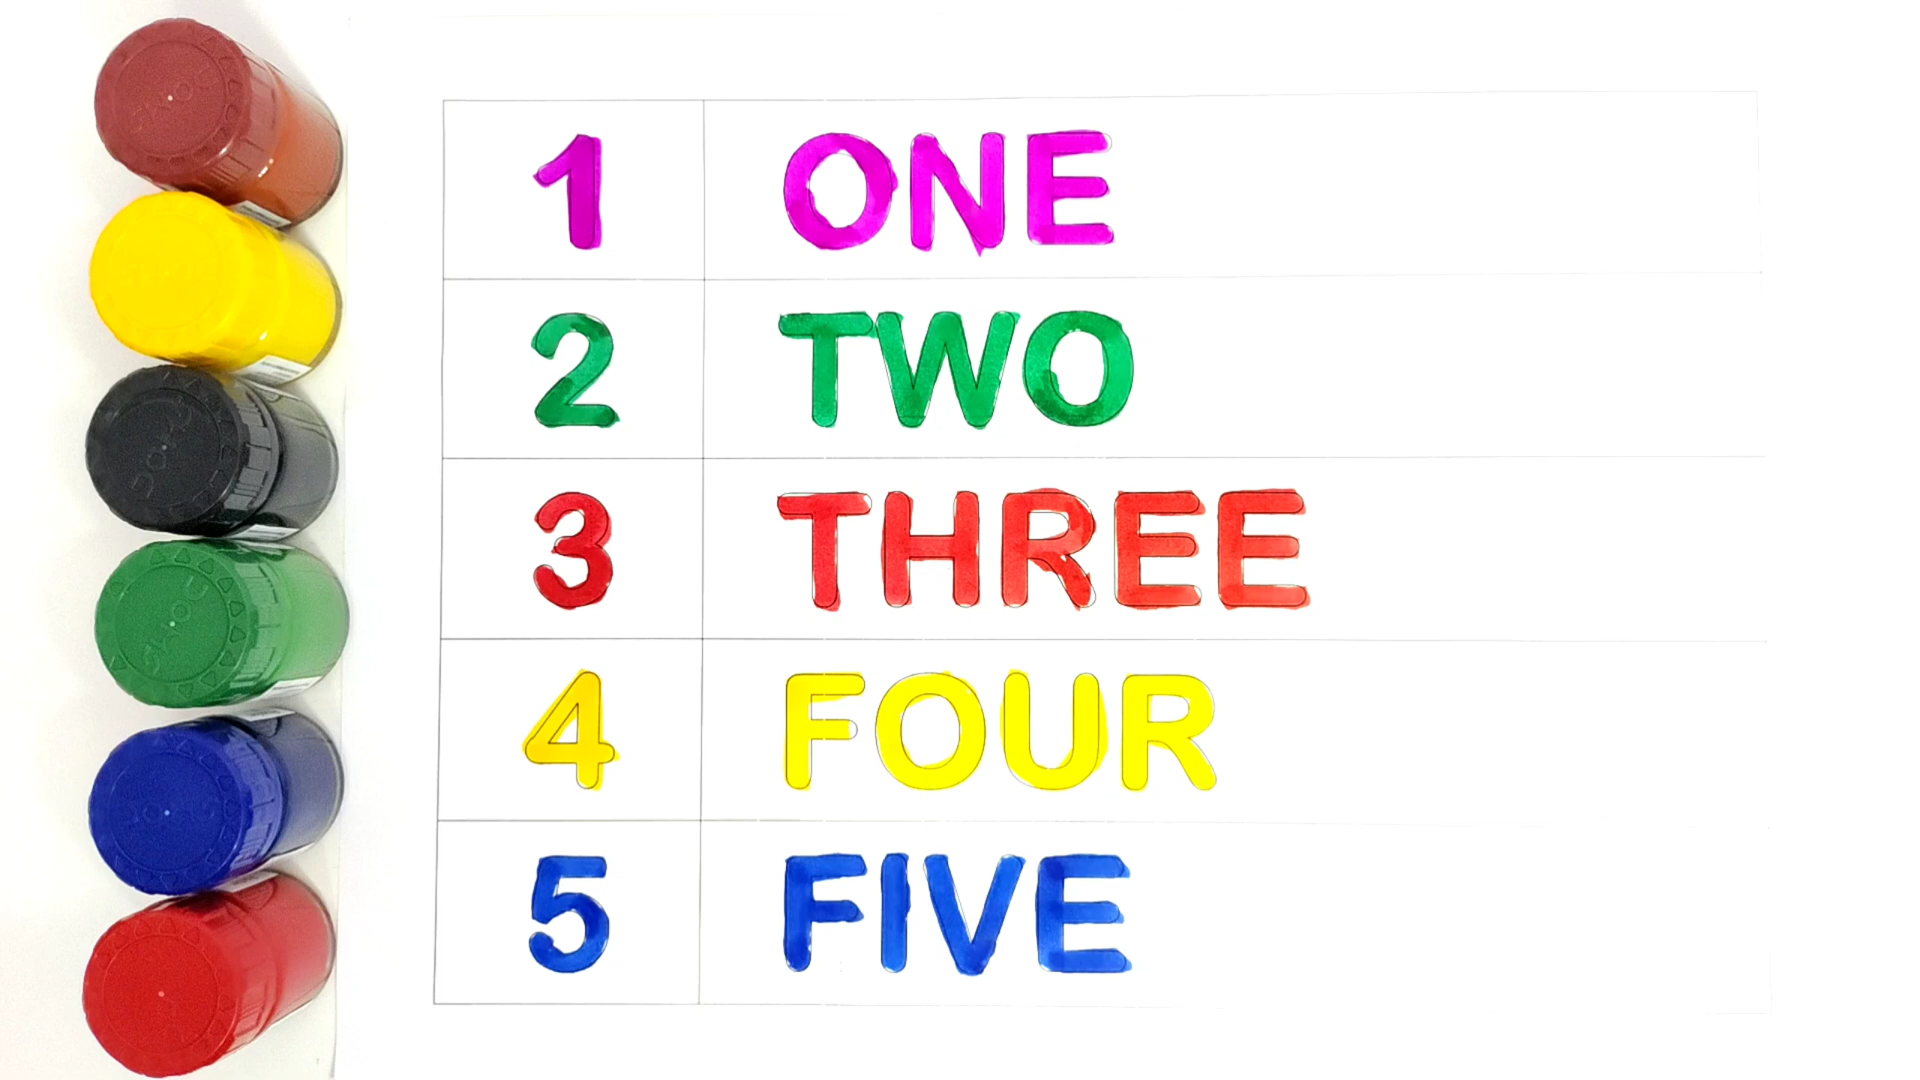 1 ONE
2 TWO
3 THREE
4 FOUR
5 FIVE